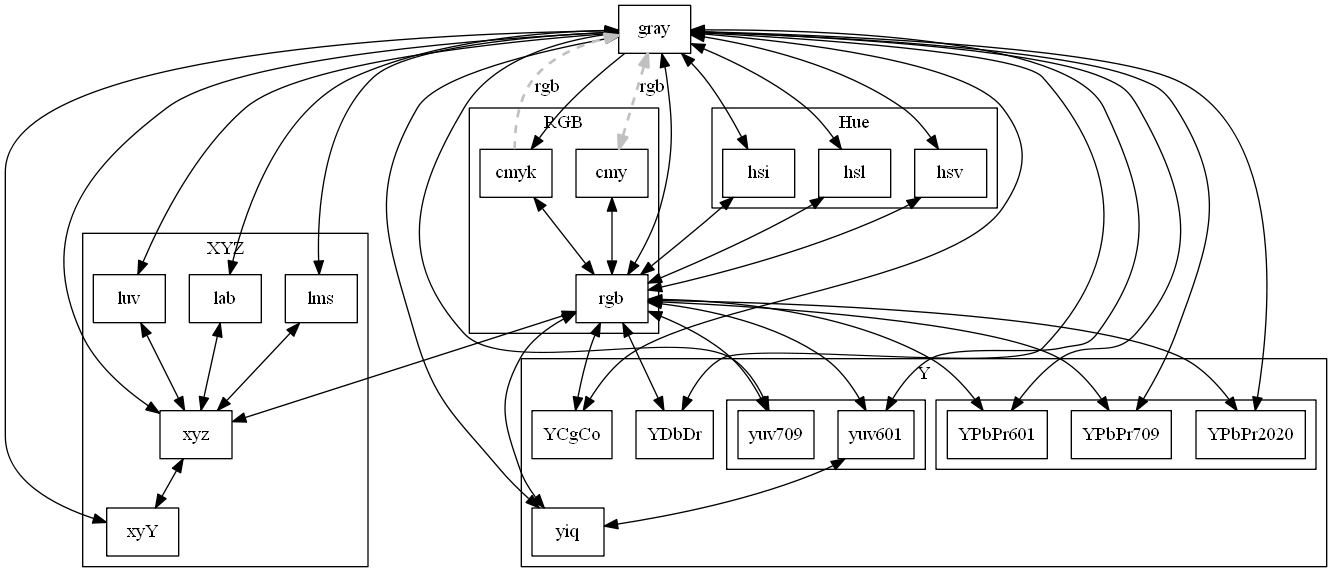 gray
rgb
rgb
RGB
Hue
cmyk
cmy
hsi
hsl
hsv
XYZ
luv
lab
lms
rgb
Y
xyz
YCgCo
YDbDr
yuv709
yuv601
YPbPr601
YPbPr709
YPbPr2020
xyY
yiq